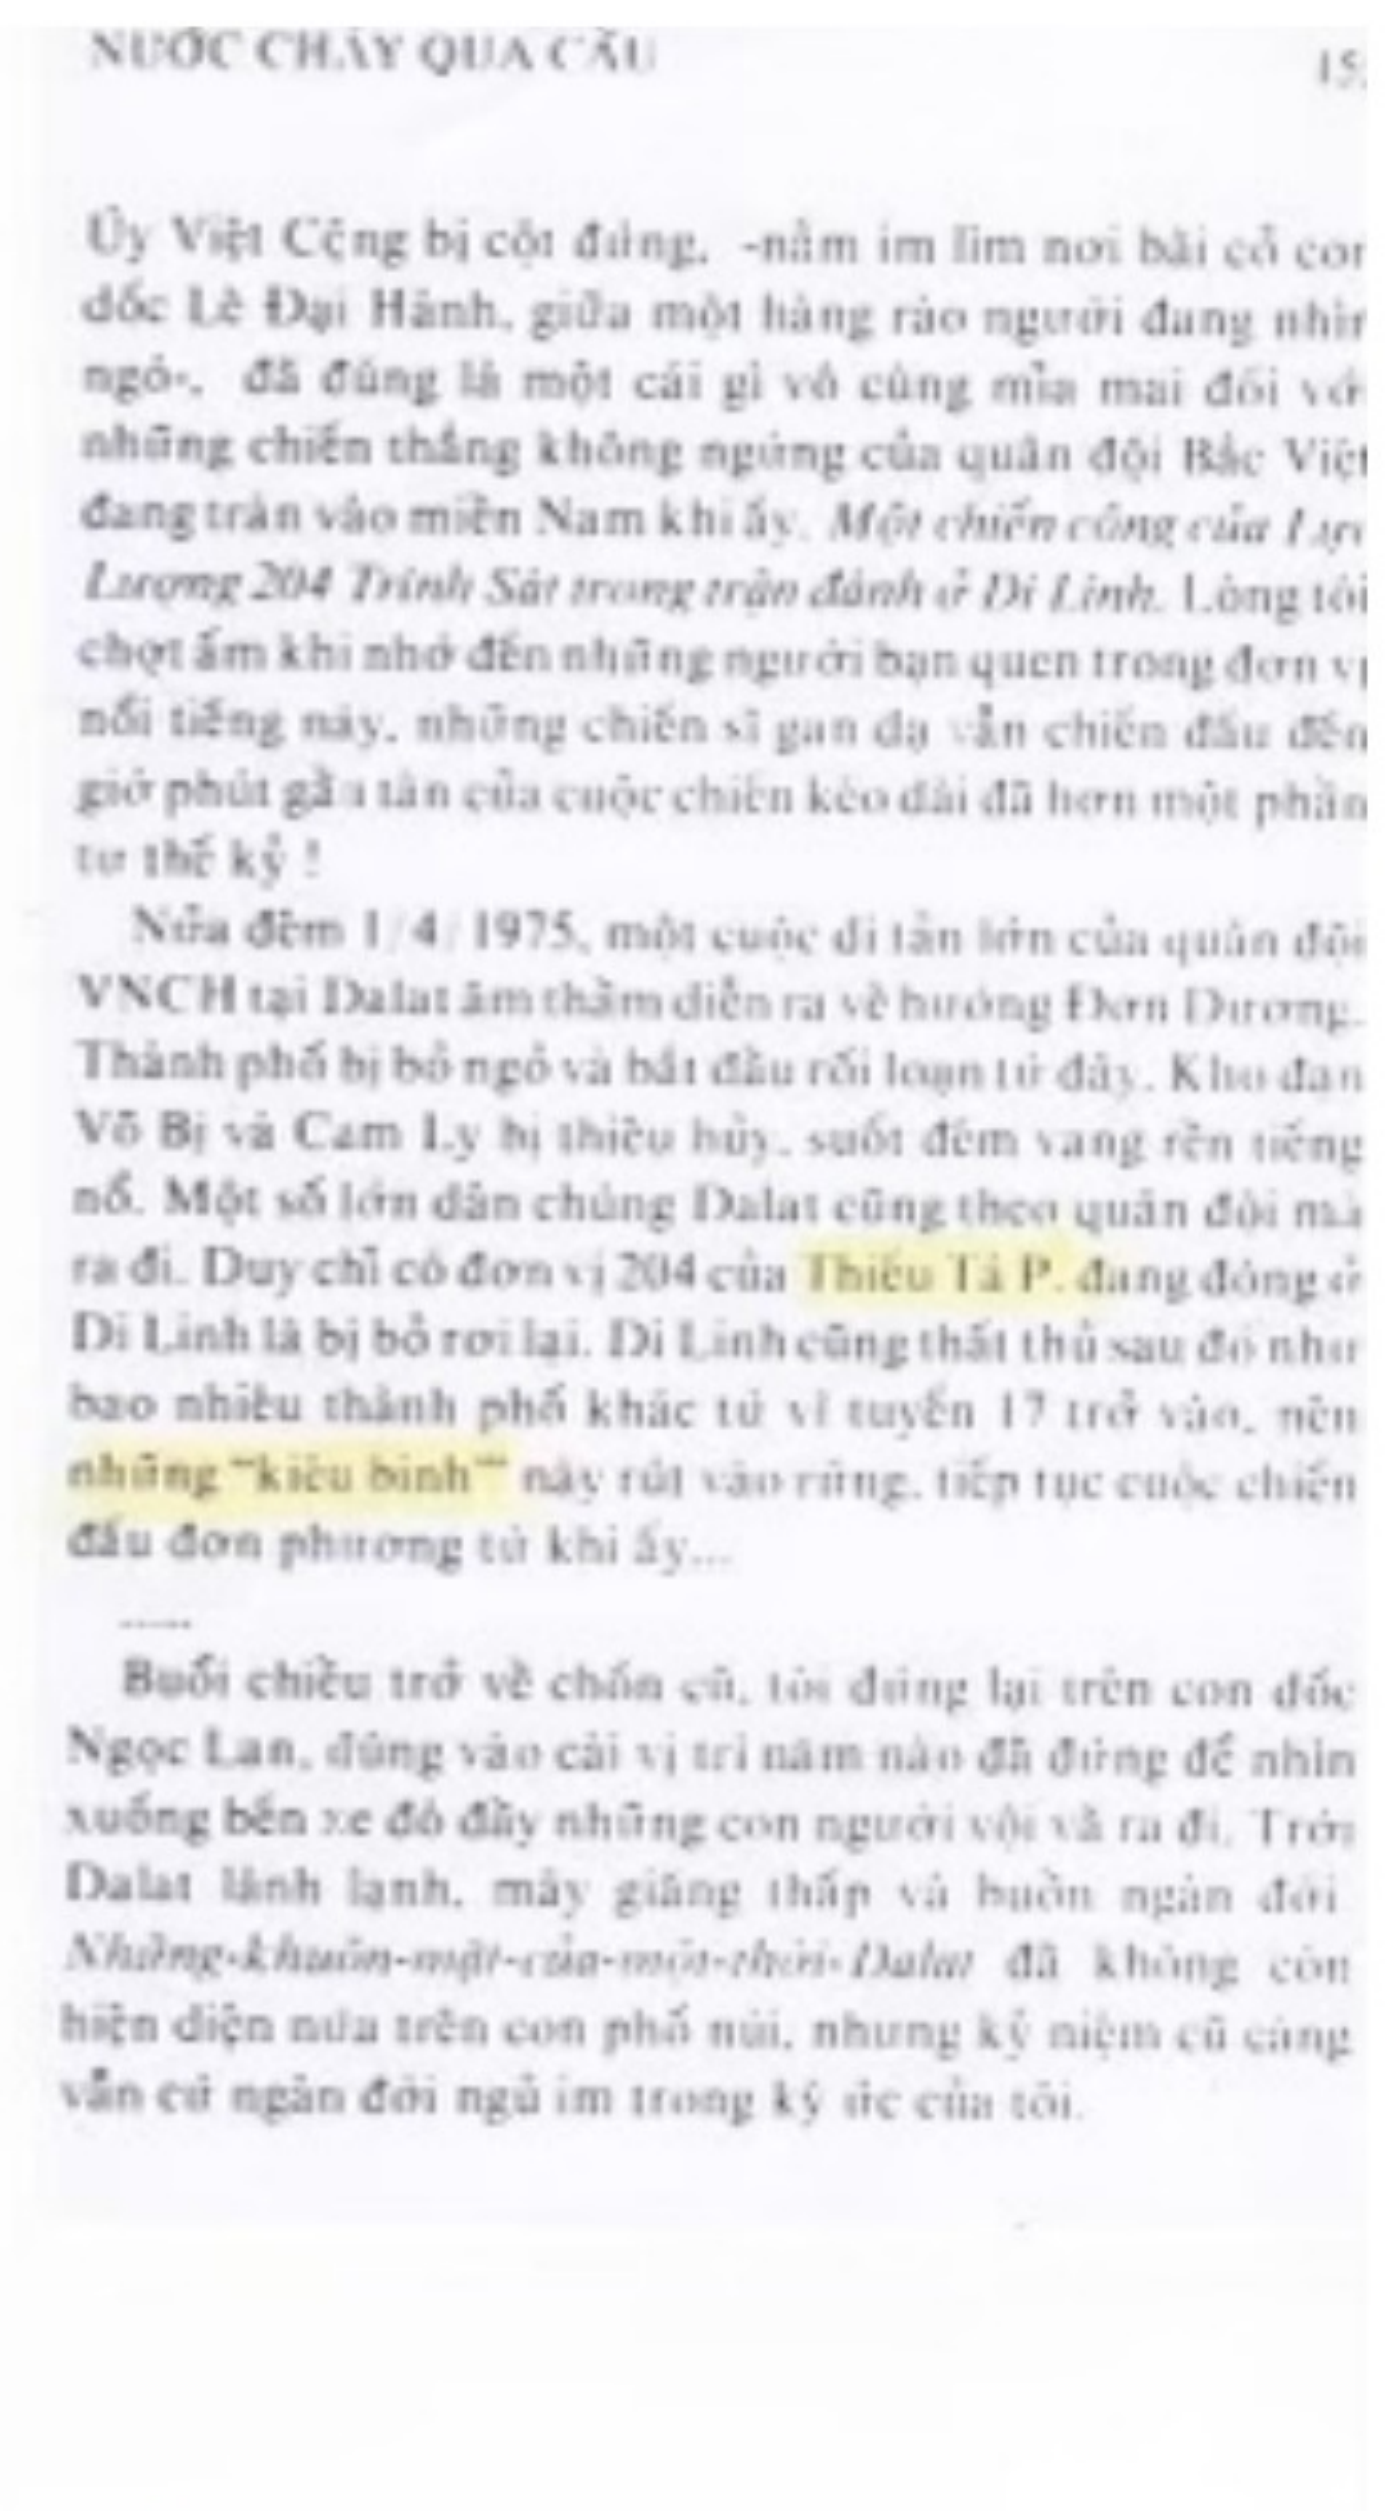 NƯỚC CHẢY QUA CẦU 15
Ủy Việt Cộng bị cột đứng, -nằm im lìm nơi bãi cỏ con
dốc Lê Đại Hành, giữa một hàng rào người đang nhìn
ngó-, đã đúng là một cái gì vô cùng mỉa mai đối với
những chiến thắng không ngừng của quân đội Bắc Việt
đang tràn vào miền Nam khi ấy. Một chiến công của Lực
Lượng 204 Trinh Sát trong trận đánh ở Di Linh. Lòng tôi
chợt ấm khi nhớ đến những người bạn quen trong đơn vị
nổi tiếng này, những chiến sĩ gan dạ vẫn chiến đấu đến
giờ phút gần tàn của cuộc chiến kéo dài đã hơn một phần
tư thế kỷ !
Nửa đêm 1/4/1975, một cuộc di tản lớn của quân đội
VNCH tại Dalat âm thầm diễn ra về hướng Đơn Dương.
Thành phố bị bỏ ngỏ và bắt đầu rối loạn từ đây. Kho đạn
Võ Bị và Cam Ly bị thiêu hủy, suốt đêm vang rền tiếng
nổ. Một số lớn dân chúng Dalat cũng theo quân đội mà
ra đi. Duy chỉ có đơn vị 204 của Thiếu Tá P. đang đóng ở
Di Linh là bị bỏ rơi lại. Di Linh cũng thất thủ sau đó như
bao nhiêu thành phố khác từ vĩ tuyến 17 trở vào, nên
những "kiêu binh" này rút vào rừng, tiếp tục cuộc chiến
đấu đơn phương từ khi ấy...
-----
Buổi chiều trở về chốn cũ, tôi đứng lại trên con dốc
Ngọc Lan, đúng vào cái vị trí năm nào đã đứng để nhìn
xuống bến xe đò đầy những con người vội vã ra đi. Trời
Dalat lành lạnh, mây giăng thấp và buồn ngàn đời.
Những-khuôn-mặt-của-một-thời-Dalat đã không còn
hiện diện nữa trên con phố núi, nhưng kỷ niệm cũ cũng
vẫn cứ ngàn đời ngủ im trong ký ức của tôi.